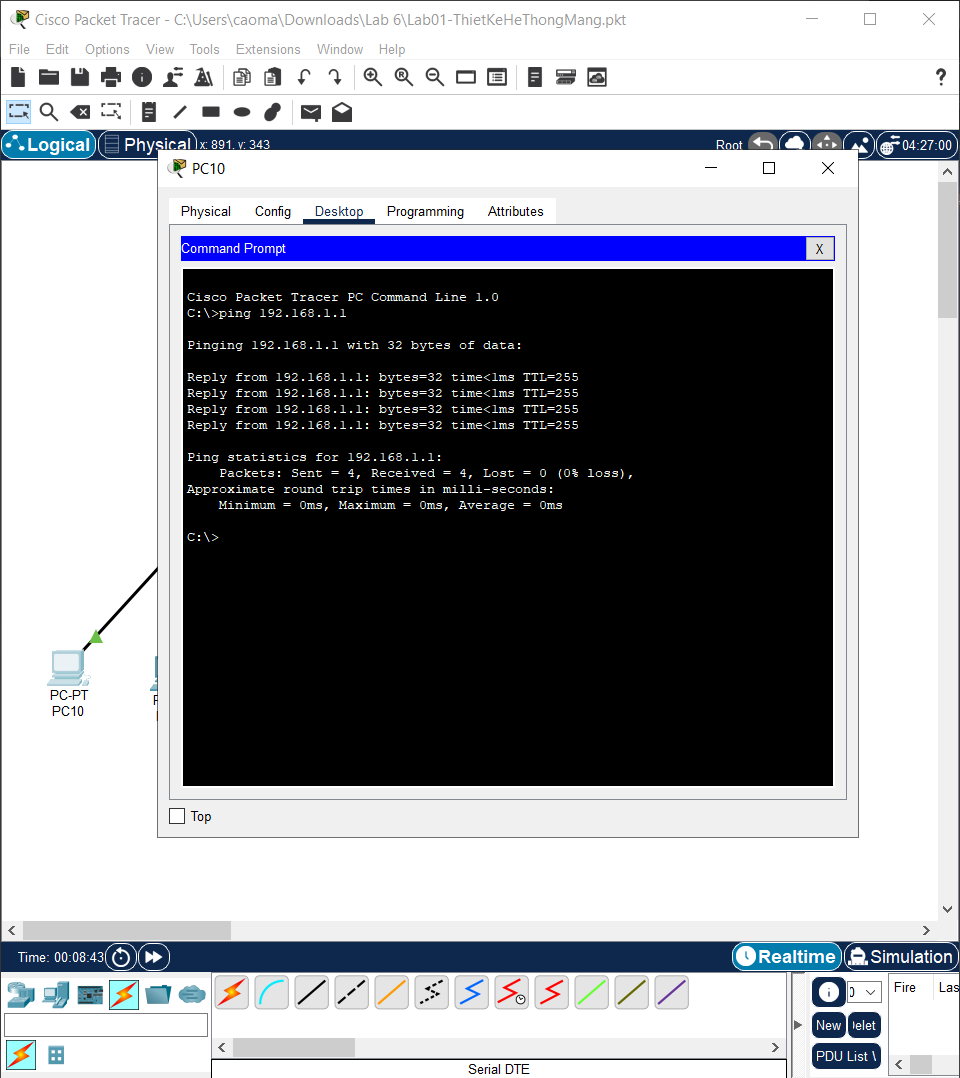 Cisco Packet Tracer - C:\Users\caoma\Downloads\Lab 6\Lab01-ThietKeHeThongMang.pkt
File Edit Options View Tools Extensions Window Help
Logical Physical x: 891, y: 343 Root 04:27:00
PC10
Physical Config Desktop Programming Attributes
Command Prompt X
Cisco Packet Tracer PC Command Line 1.0
C:\>ping 192.168.1.1
Pinging 192.168.1.1 with 32 bytes of data:
Reply from 192.168.1.1: bytes=32 time<1ms TTL=255
Reply from 192.168.1.1: bytes=32 time<1ms TTL=255
Reply from 192.168.1.1: bytes=32 time<1ms TTL=255
Reply from 192.168.1.1: bytes=32 time<1ms TTL=255
Ping statistics for 192.168.1.1:
Packets: Sent = 4, Received = 4, Lost = 0 (0% loss),
Approximate round trip times in milli-seconds:
Minimum = 0ms, Maximum = 0ms, Average = 0ms
C:\>
PC-PT
PC10
Top
Time: 00:08:43 Realtime Simulation
0 Fire Las
New elet
PDU List
Serial DTE